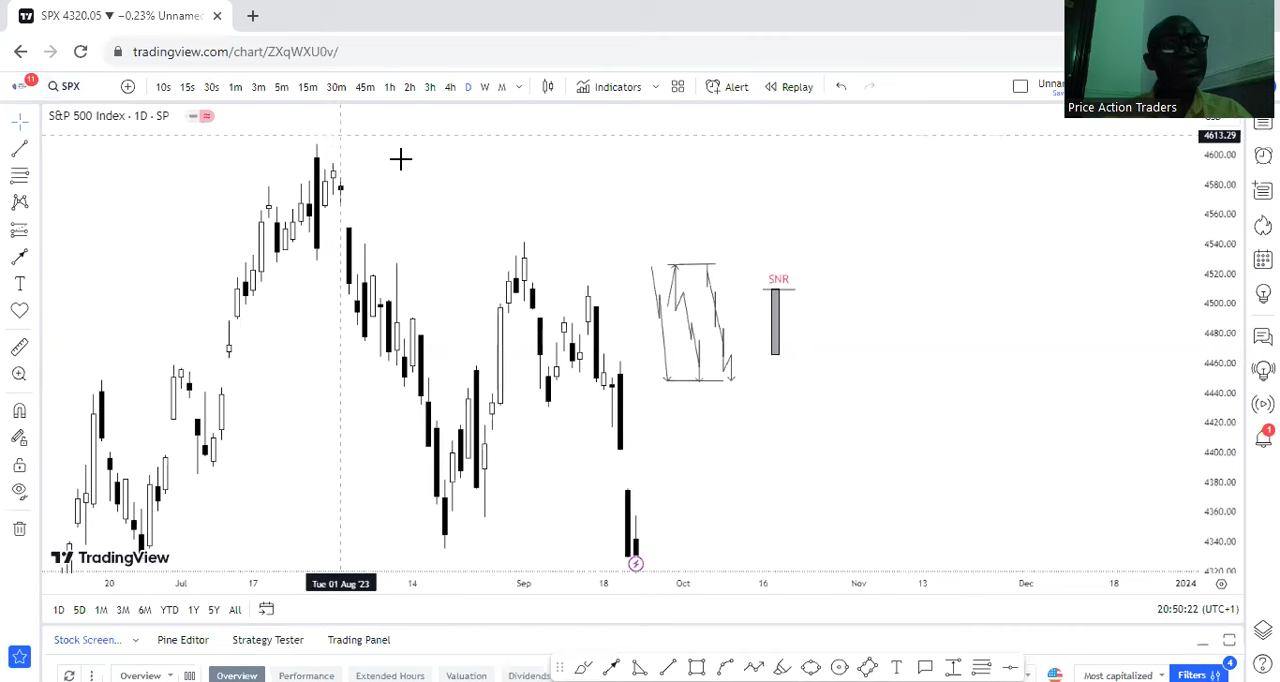 SPX 4320.05 ▼ −0.23% Unname
tradingview.com/chart/ZXqWXU0v/
11
SPX
10s 15s 30s 1m 3m 5m 15m 30m 45m 1h 2h 3h 4h D W M
Indicators
Alert
Replay
Unna
Price Action Traders
S&P 500 Index · 1D · SP
4613.29
4600.00
4580.00
4560.00
4540.00
4520.00
4500.00
4480.00
4460.00
4440.00
4420.00
4400.00
4380.00
4360.00
4340.00
4320.00
SNR
TradingView
20 Jul 17 Tue 01 Aug '23 14 Sep 18 Oct 16 Nov 13 Dec 18 2024
1D 5D 1M 3M 6M YTD 1Y 5Y All
20:50:22 (UTC+1)
Stock Screen... Pine Editor Strategy Tester Trading Panel
Overview Overview Performance Extended Hours Valuation Dividends
Most capitalized
Filters
4
1